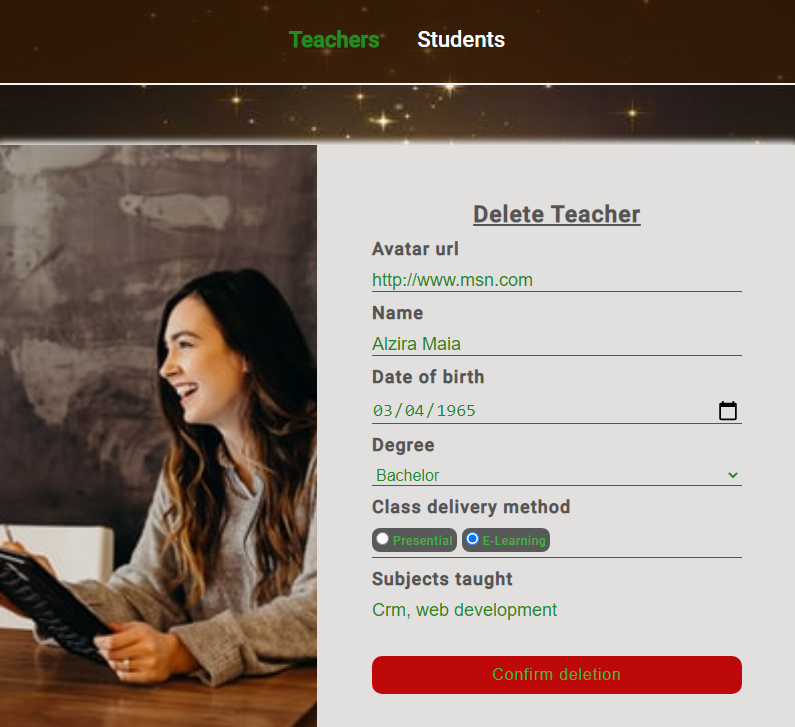 Teachers Students
Delete Teacher
Avatar url
http://www.msn.com
Name
Alzira Maia
Date of birth
03/04/1965
Degree
Bachelor
Class delivery method
Presential E-Learning
Subjects taught
Crm, web development
Confirm deletion